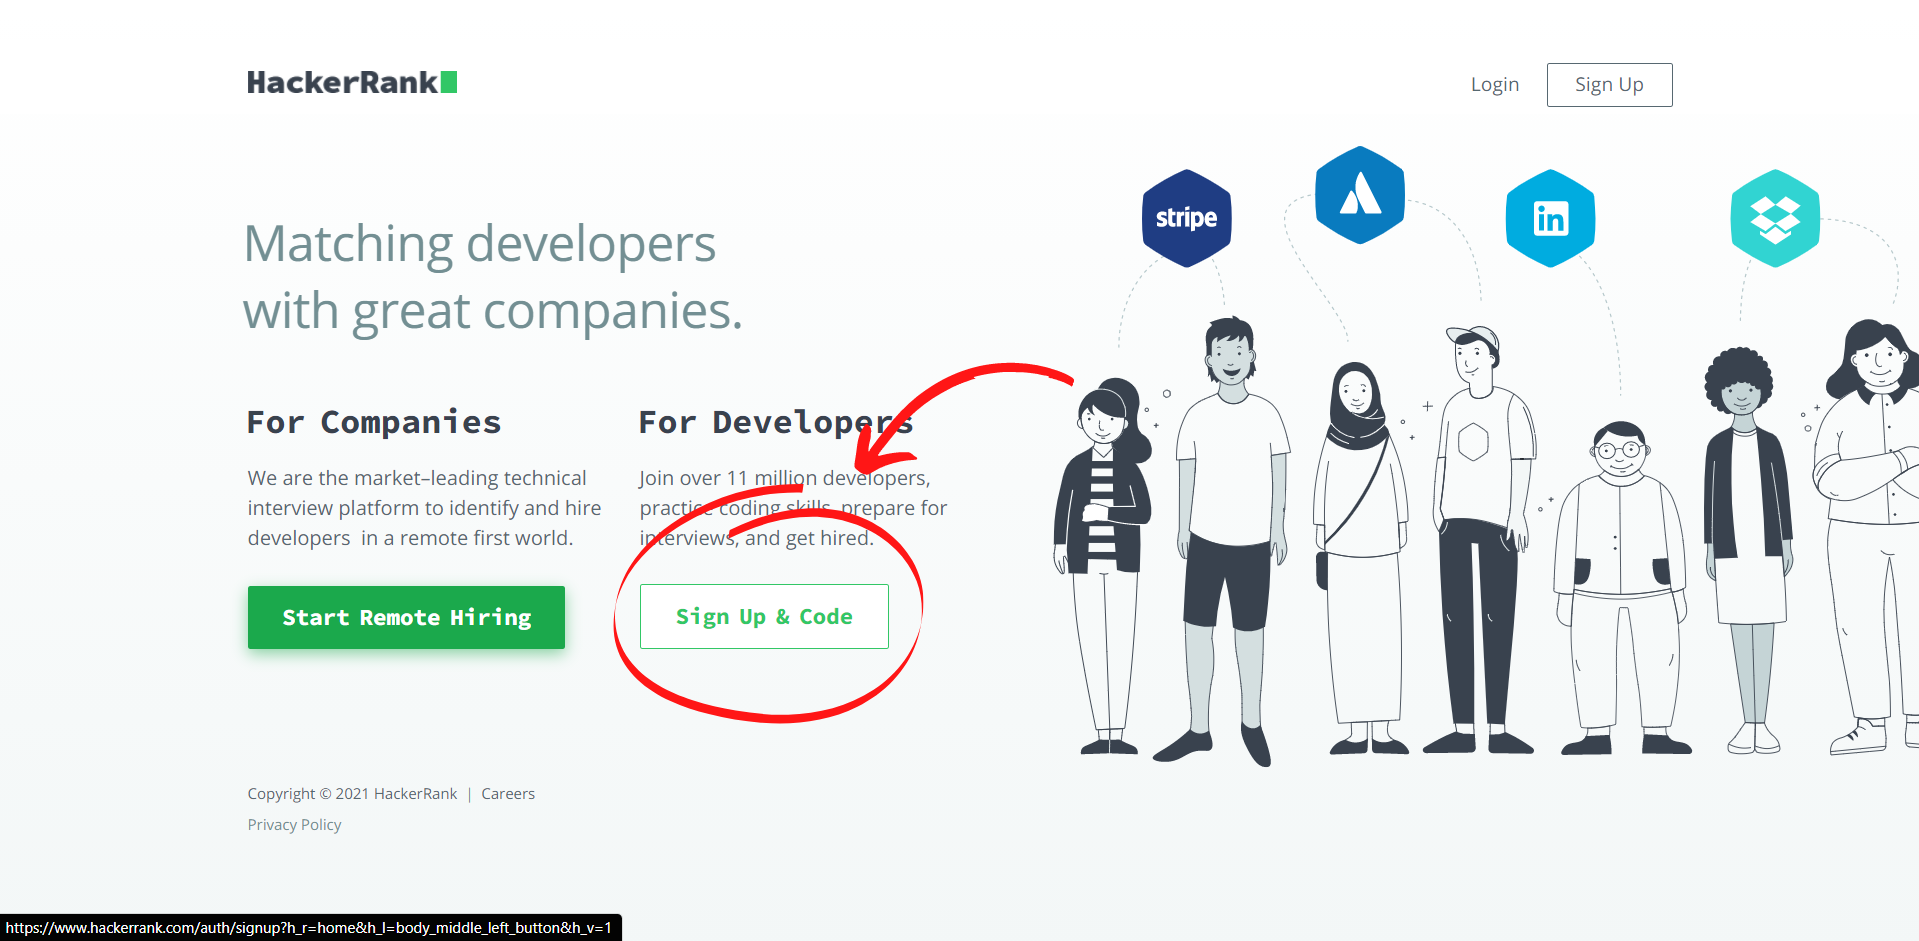 HackerRank
Login
Sign Up
stripe
in
Matching developers
with great companies.
For Companies
We are the market–leading technical
interview platform to identify and hire
developers in a remote first world.
Start Remote Hiring
For Developers
Join over 11 million developers,
practice coding skills, prepare for
interviews, and get hired.
Sign Up & Code
Copyright © 2021 HackerRank | Careers
Privacy Policy
https://www.hackerrank.com/auth/signup?h_r=home&h_l=body_middle_left_button&h_v=1